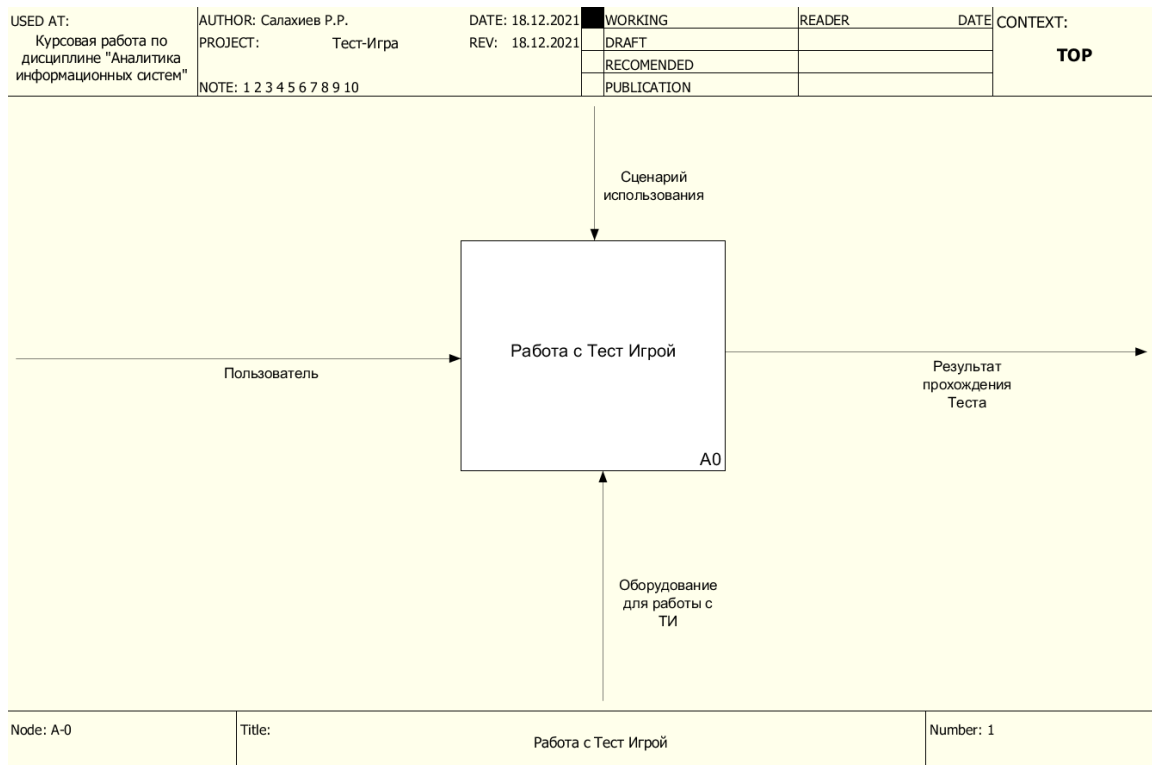 USED AT:
Курсовая работа по
дисциплине "Аналитика
информационных систем"
AUTHOR: Салахиев Р.Р.
DATE: 18.12.2021
PROJECT: Тест-Игра
REV: 18.12.2021
NOTE: 1 2 3 4 5 6 7 8 9 10
WORKING
DRAFT
RECOMENDED
PUBLICATION
READER
DATE
CONTEXT:
TOP
Сценарий
использования
Работа с Тест Игрой
A0
Пользователь
Результат
прохождения
Теста
Оборудование
для работы с
ТИ
Node: A-0
Title:
Работа с Тест Игрой
Number: 1